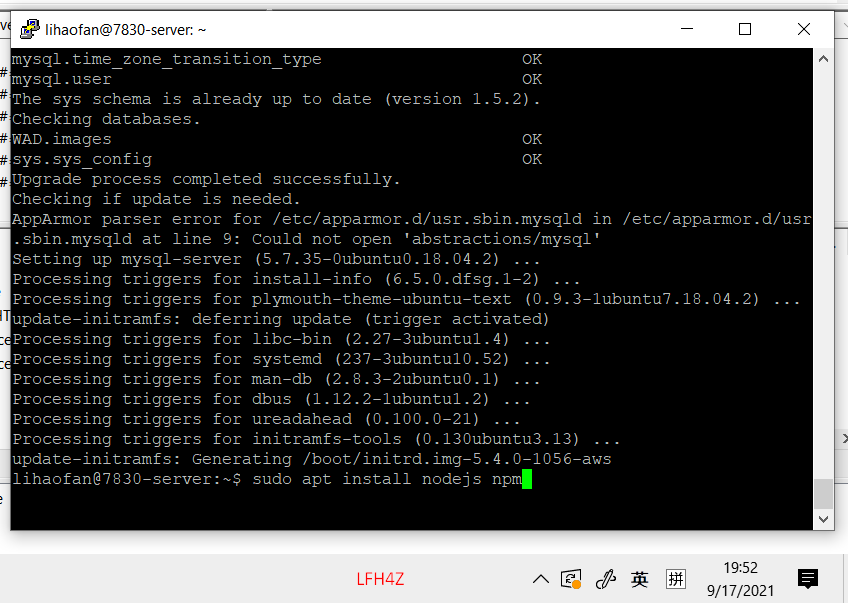 lihaofan@7830-server: ~
mysql.time_zone_transition_type                    OK
mysql.user                                         OK
The sys schema is already up to date (version 1.5.2).
Checking databases.
WAD.images                                         OK
sys.sys_config                                     OK
Upgrade process completed successfully.
Checking if update is needed.
AppArmor parser error for /etc/apparmor.d/usr.sbin.mysqld in /etc/apparmor.d/usr
.sbin.mysqld at line 9: Could not open 'abstractions/mysql'
Setting up mysql-server (5.7.35-0ubuntu0.18.04.2) ...
Processing triggers for install-info (6.5.0.dfsg.1-2) ...
Processing triggers for plymouth-theme-ubuntu-text (0.9.3-1ubuntu7.18.04.2) ...
update-initramfs: deferring update (trigger activated)
Processing triggers for libc-bin (2.27-3ubuntu1.4) ...
Processing triggers for systemd (237-3ubuntu10.52) ...
Processing triggers for man-db (2.8.3-2ubuntu0.1) ...
Processing triggers for dbus (1.12.2-1ubuntu1.2) ...
Processing triggers for ureadahead (0.100.0-21) ...
Processing triggers for initramfs-tools (0.130ubuntu3.13) ...
update-initramfs: Generating /boot/initrd.img-5.4.0-1056-aws
lihaofan@7830-server:~$ sudo apt install nodejs npm
LFH4Z
英
拼
19:52
9/17/2021